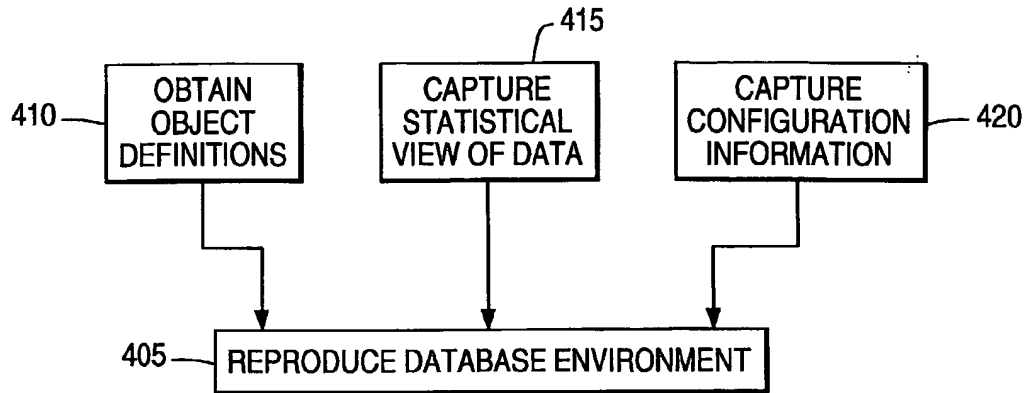 415
410
OBTAIN
OBJECT
DEFINITIONS
CAPTURE
STATISTICAL
VIEW OF DATA
CAPTURE
CONFIGURATION
INFORMATION
420
405
REPRODUCE DATABASE ENVIRONMENT